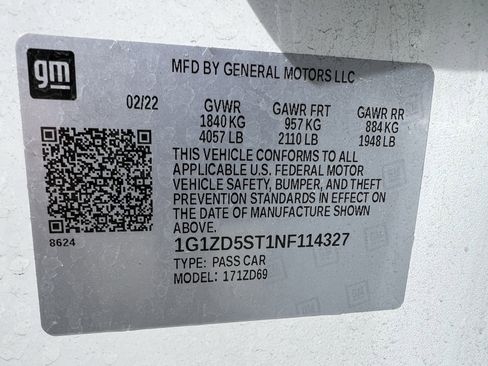 gm
MFD BY GENERAL MOTORS LLC
02/22 GVWR GAWR FRT GAWR RR
1840 KG 957 KG 884 KG
4057 LB 2110 LB 1948 LB
THIS VEHICLE CONFORMS TO ALL
APPLICABLE U.S. FEDERAL MOTOR
VEHICLE SAFETY, BUMPER, AND THEFT
PREVENTION STANDARDS IN EFFECT ON
THE DATE OF MANUFACTURE SHOWN
ABOVE.
8624
1G1ZD5ST1NF114327
TYPE: PASS CAR
MODEL: 171ZD69